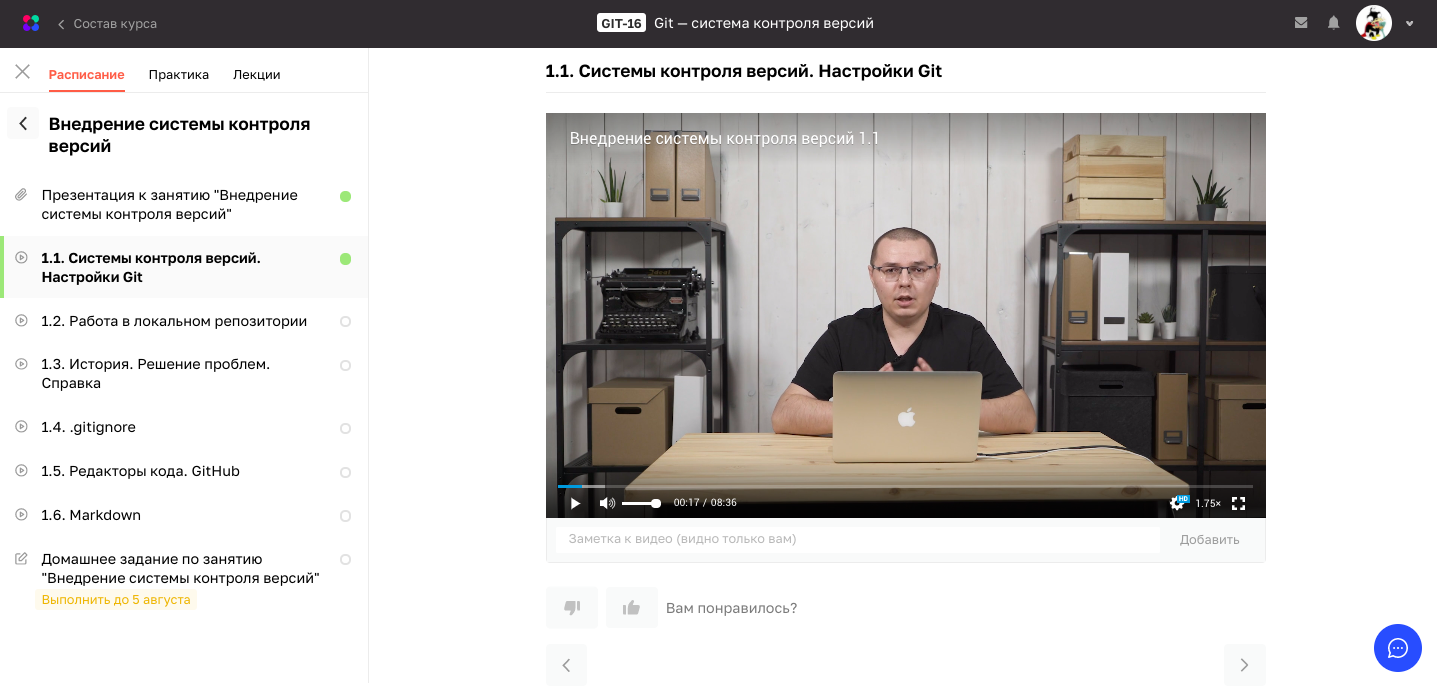 Состав курса
GIT-16 Git — система контроля версий
Расписание Практика Лекции
Внедрение системы контроля
версий
Презентация к занятию "Внедрение
системы контроля версий"
1.1. Системы контроля версий.
Настройки Git
1.2. Работа в локальном репозитории
1.3. История. Решение проблем.
Справка
1.4. .gitignore
1.5. Редакторы кода. GitHub
1.6. Markdown
Домашнее задание по занятию
"Внедрение системы контроля версий"
Выполнить до 5 августа
1.1. Системы контроля версий. Настройки Git
Внедрение системы контроля версий 1.1
00:17 / 08:36
HD
1.75×
Заметка к видео (видно только вам)
Добавить
Вам понравилось?